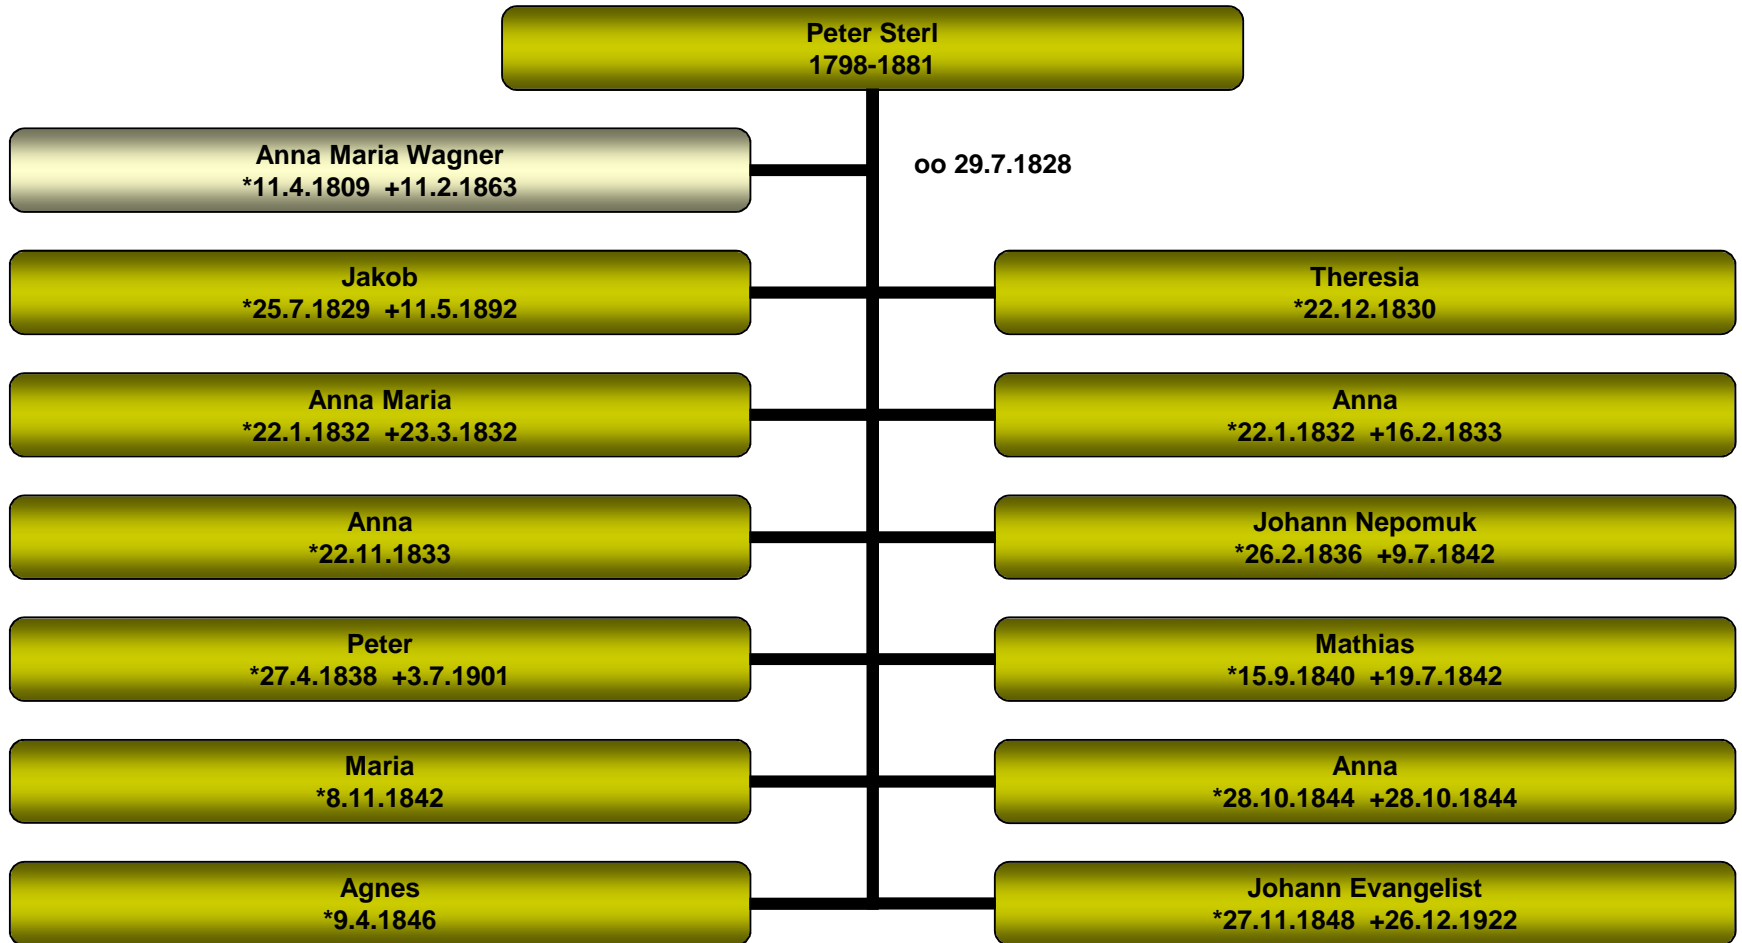 Peter Sterl
1798-1881
Anna Maria Wagner
*11.4.1809 +11.2.1863
oo 29.7.1828
Jakob
*25.7.1829 +11.5.1892
Theresia
*22.12.1830
Anna Maria
*22.1.1832 +23.3.1832
Anna
*22.1.1832 +16.2.1833
Anna
*22.11.1833
Johann Nepomuk
*26.2.1836 +9.7.1842
Peter
*27.4.1838 +3.7.1901
Mathias
*15.9.1840 +19.7.1842
Maria
*8.11.1842
Anna
*28.10.1844 +28.10.1844
Agnes
*9.4.1846
Johann Evangelist
*27.11.1848 +26.12.1922